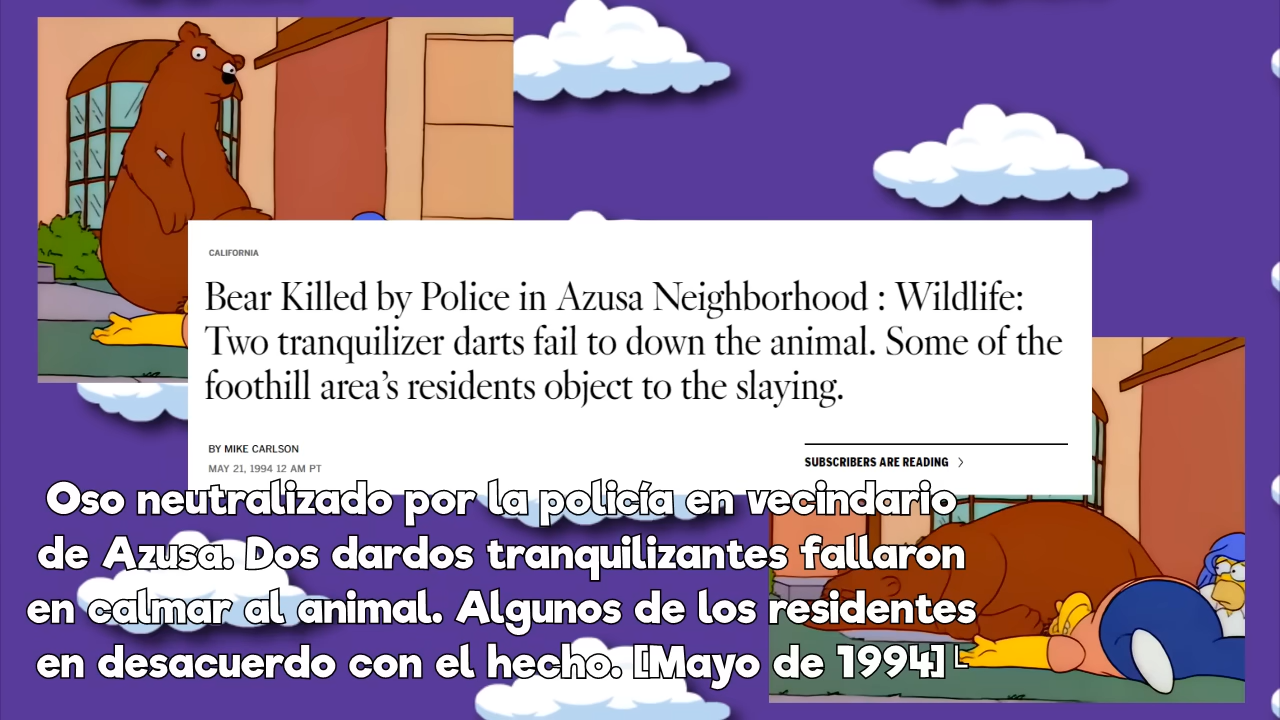 CALIFORNIA
Bear Killed by Police in Azusa Neighborhood : Wildlife:
Two tranquilizer darts fail to down the animal. Some of the
foothill area’s residents object to the slaying.
BY MIKE CARLSON
MAY 21, 1994 12 AM PT
SUBSCRIBERS ARE READING >
Oso neutralizado por la policía en vecindario
de Azusa. Dos dardos tranquilizantes fallaron
en calmar al animal. Algunos de los residentes
en desacuerdo con el hecho. [Mayo de 1994]